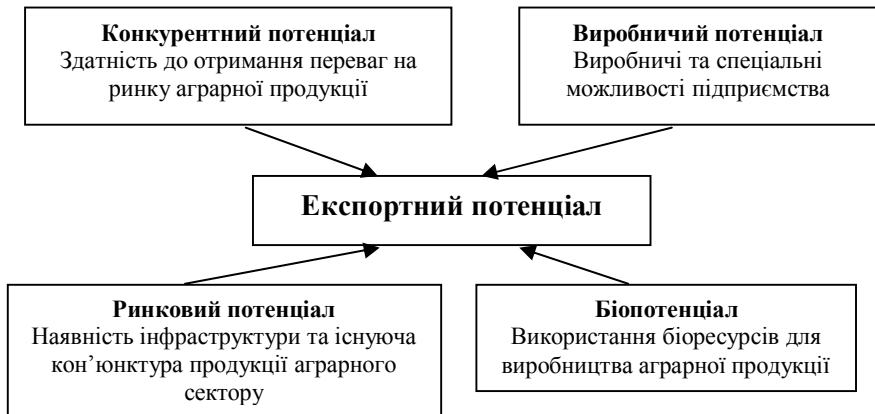 Конкурентний потенціал
Здатність до отримання переваг на
ринку аграрної продукції
Виробничий потенціал
Виробничі та спеціальні
можливості підприємства
Експортний потенціал
Ринковий потенціал
Наявність інфраструктури та існуюча
кон’юнктура продукції аграрного
сектору
Біопотенціал
Використання біоресурсів для
виробництва аграрної продукції